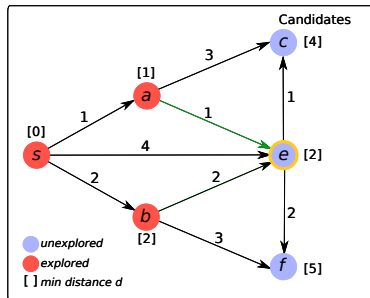 Candidates
c [4]
3
[1]
a
1
1
1
[0]
s
4
e [2]
2
2
2
b
[2]
3
f [5]
unexplored
explored
[ ] min distance d